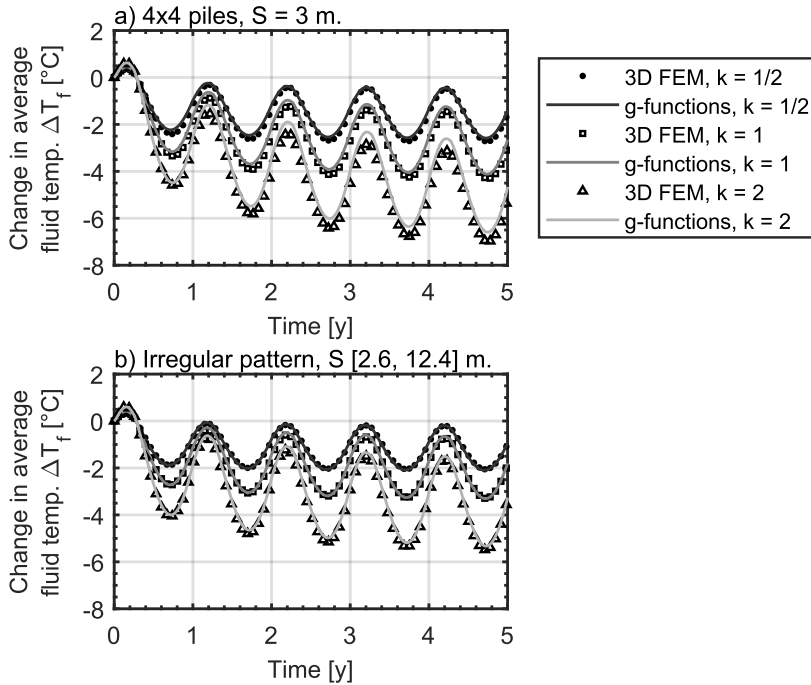 a) 4x4 piles, S = 3 m.
2
0
-2
-4
-6
-8
Change in average
fluid temp. ΔT_f [°C]
0 1 2 3 4 5
Time [y]
3D FEM, k = 1/2
g-functions, k = 1/2
3D FEM, k = 1
g-functions, k = 1
3D FEM, k = 2
g-functions, k = 2
b) Irregular pattern, S [2.6, 12.4] m.
2
0
-2
-4
-6
-8
Change in average
fluid temp. ΔT_f [°C]
0 1 2 3 4 5
Time [y]